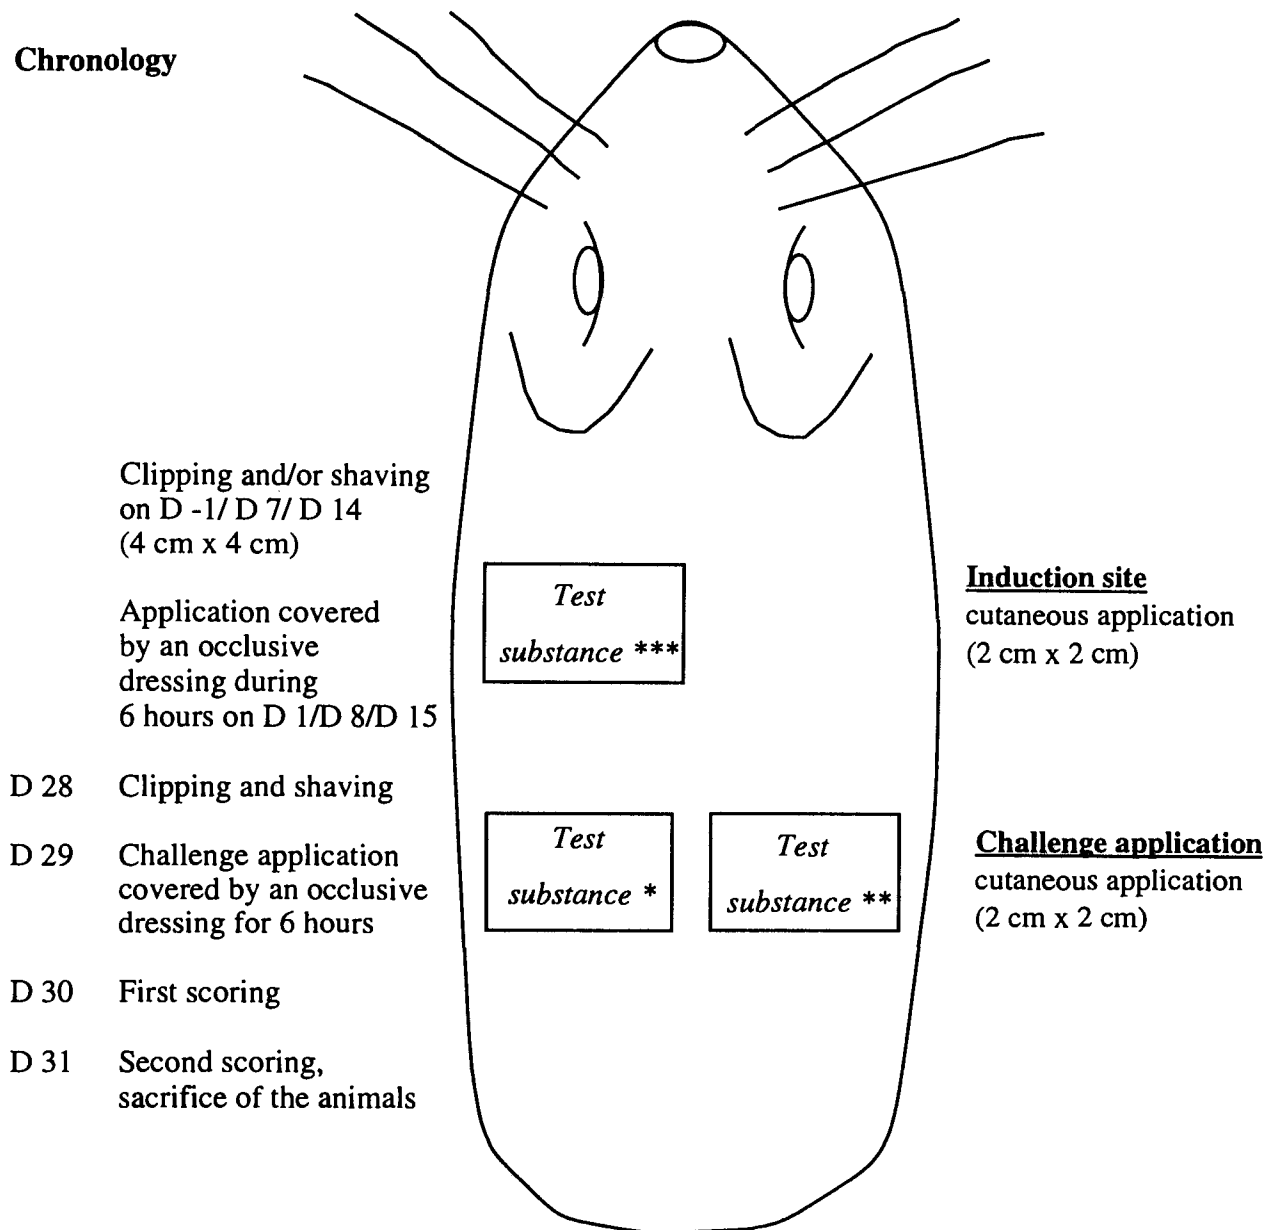 Chronology
Clipping and/or shaving
on D -1/ D 7/ D 14
(4 cm x 4 cm)
Application covered
by an occlusive
dressing during
6 hours on D 1/D 8/D 15
Test
substance ***
Induction site
cutaneous application
(2 cm x 2 cm)
D 28 Clipping and shaving
D 29 Challenge application
covered by an occlusive
dressing for 6 hours
Test
substance *
Test
substance **
Challenge application
cutaneous application
(2 cm x 2 cm)
D 30 First scoring
D 31 Second scoring,
sacrifice of the animals